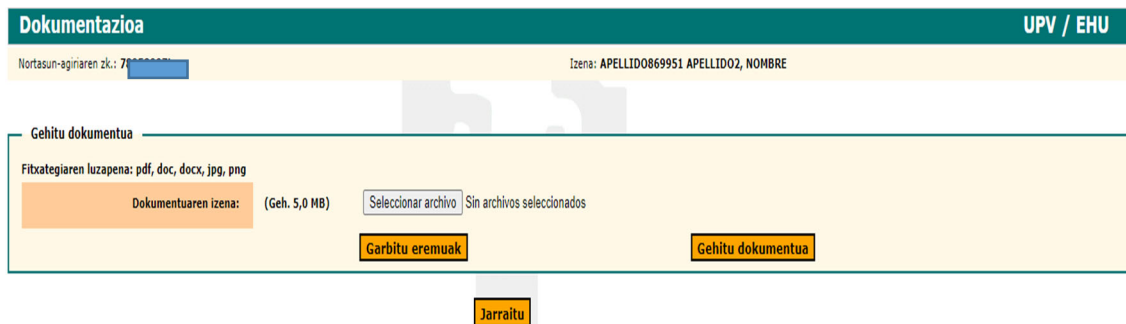 Dokumentazioa UPV / EHU
Nortasun-agiriaren zk.: Izena: APELLIDO869951 APELLIDO2, NOMBRE
Gehitu dokumentua
Fitxategiaren luzapena: pdf, doc, docx, jpg, png
Dokumentuaren izena: (Geh. 5,0 MB) Seleccionar archivo Sin archivos seleccionados
Garbitu eremuak Gehitu dokumentua
Jarraitu